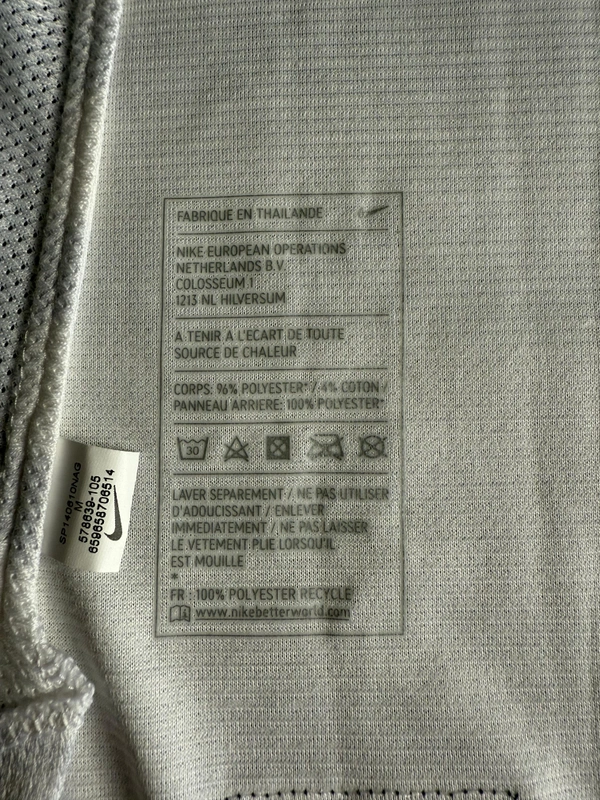 FABRIQUE EN THAILANDE
NIKE EUROPEAN OPERATIONS
NETHERLANDS B.V.
COLOSSEUM 1
1213 NL HILVERSUM
A TENIR A L'ECART DE TOUTE
SOURCE DE CHALEUR
CORPS: 96% POLYESTER* / 4% COTON /
PANNEAU ARRIERE: 100% POLYESTER*
30
LAVER SEPAREMENT / NE PAS UTILISER
D'ADOUCISSANT / ENLEVER
IMMEDIATEMENT / NE PAS LAISSER
LE VETEMENT PLIE LORSQU'IL
EST MOUILLE
*
FR : 100% POLYESTER RECYCLE
www.nikebetterworld.com
SP140610NAG
M
578639-105
659658706514